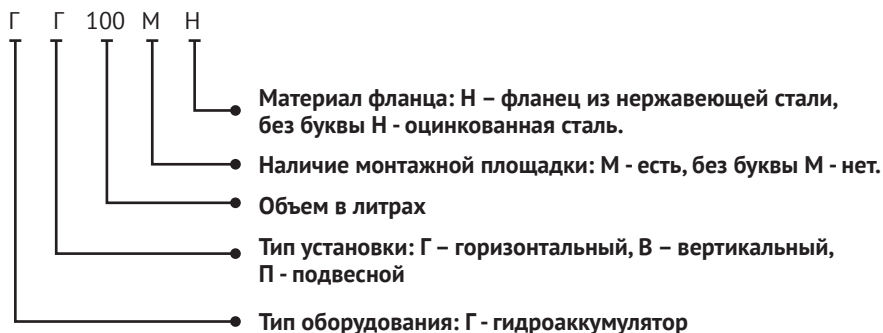 Г Г 100 М Н
Материал фланца: Н – фланец из нержавеющей стали,
без буквы Н - оцинкованная сталь.
Наличие монтажной площадки: М - есть, без буквы М - нет.
Объем в литрах
Тип установки: Г – горизонтальный, В – вертикальный,
П - подвесной
Тип оборудования: Г - гидроаккумулятор